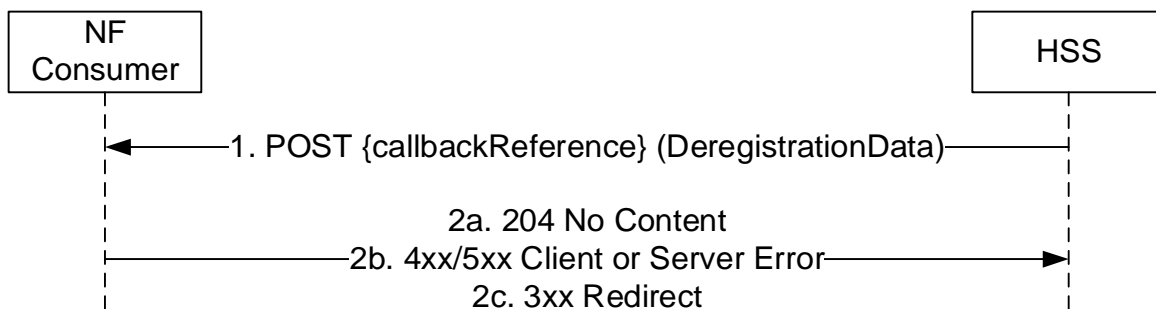 NF
Consumer
HSS
1. POST {callbackReference} (DeregistrationData)
2a. 204 No Content
2b. 4xx/5xx Client or Server Error
2c. 3xx Redirect